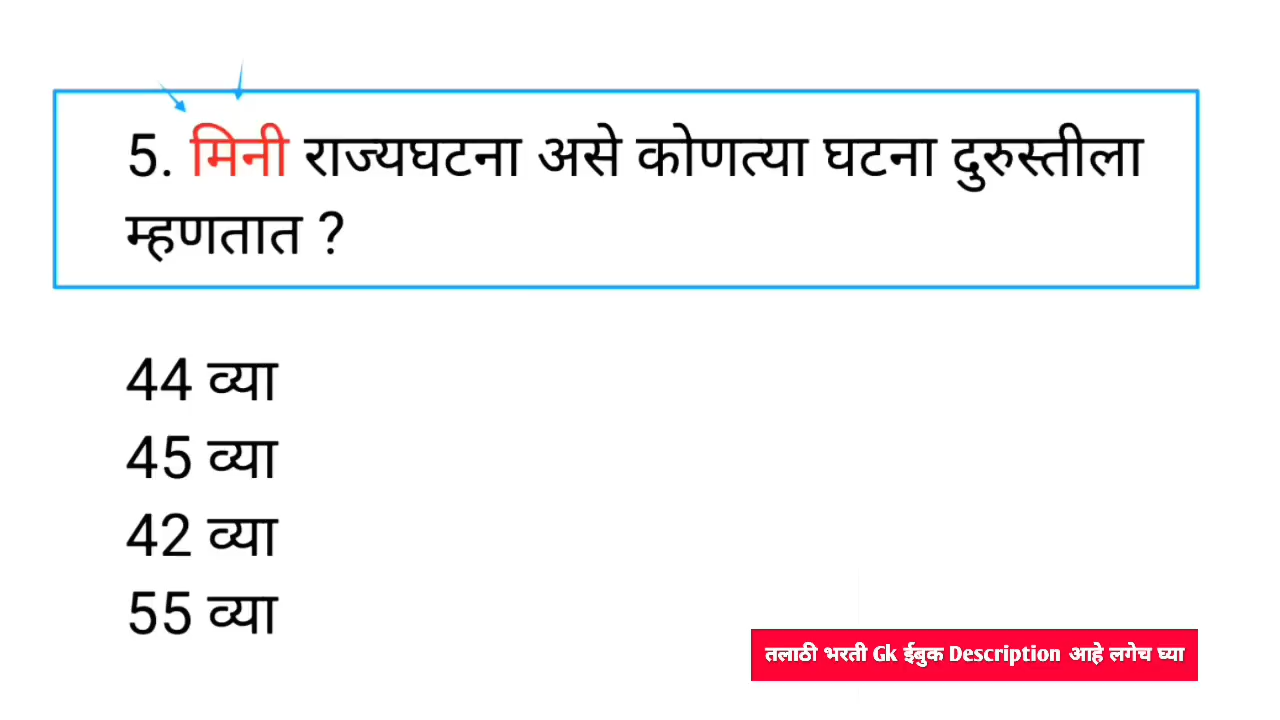 5. मिनी राज्यघटना असे कोणत्या घटना दुरुस्तीला
म्हणतात ?
44 व्या
45 व्या
42 व्या
55 व्या
तलाठी भरती Gk ईबुक Description आहे लगेच घ्या